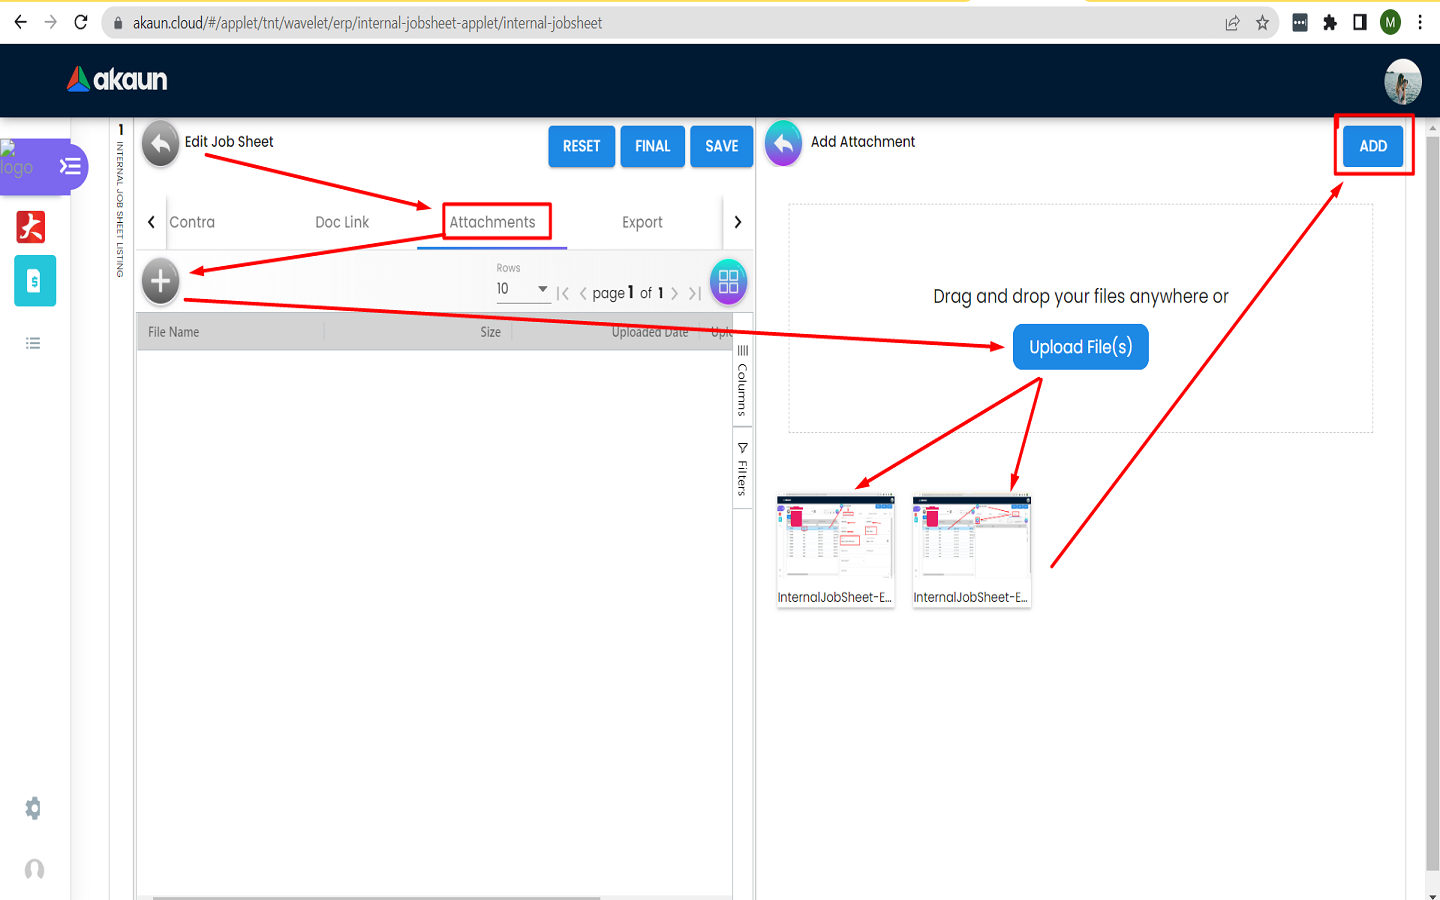 akaun.cloud/#/applet/tnt/wavelet/erp/internal-jobsheet-applet/internal-jobsheet
M
akaun
logo
1
INTERNAL JOB SHEET LISTING
Edit Job Sheet
RESET
FINAL
SAVE
Contra
Doc Link
Attachments
Export
Rows
10
page 1 of 1
File Name
Size
Uploaded Date
Uplo
Columns
Filters
Add Attachment
ADD
Drag and drop your files anywhere or
Upload File(s)
InternalJobSheet-E...
InternalJobSheet-E...